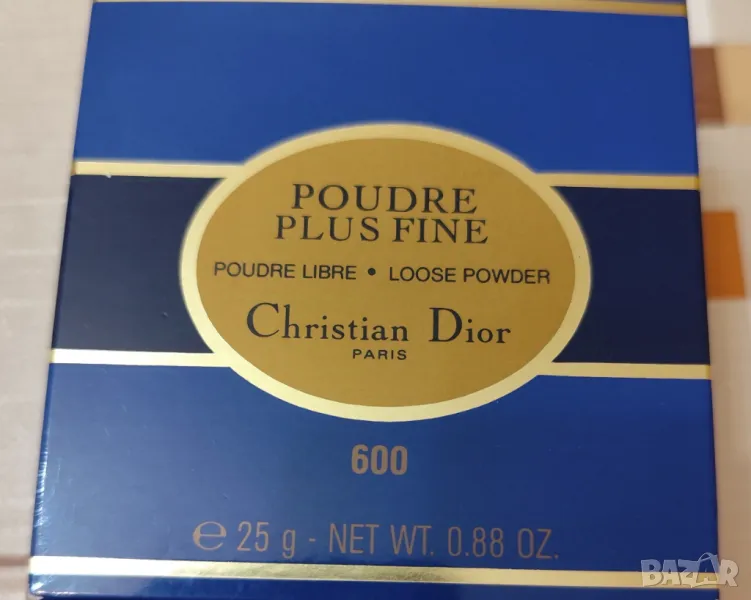 POUDRE
PLUS FINE
POUDRE LIBRE • LOOSE POWDER
Christian Dior
PARIS
600
℮ 25 g - NET WT. 0.88 OZ.
BAZAR